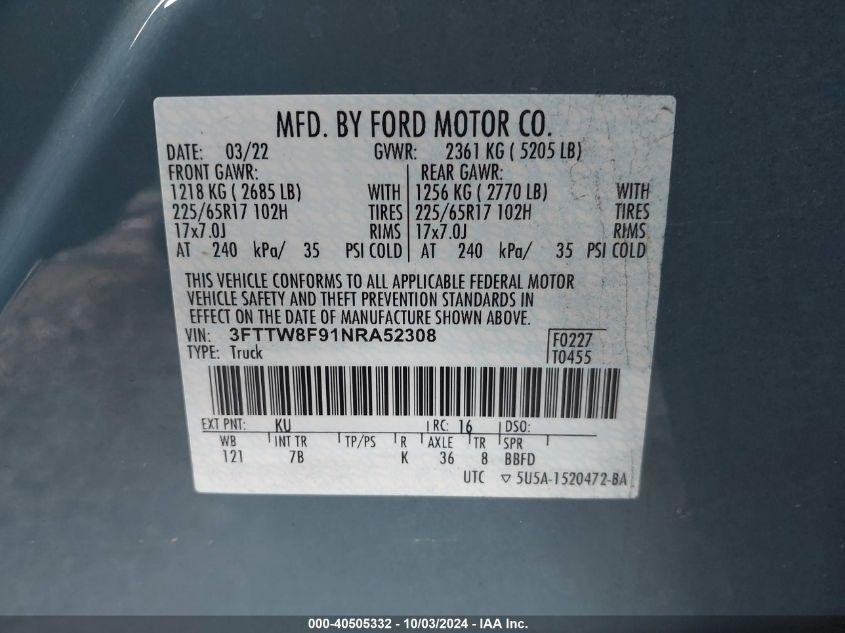 MFD. BY FORD MOTOR CO.
DATE: 03/22 GVWR: 2361 KG ( 5205 LB)
FRONT GAWR: REAR GAWR:
1218 KG ( 2685 LB) WITH 1256 KG ( 2770 LB) WITH
225/65R17 102H TIRES 225/65R17 102H TIRES
17x7.0J RIMS 17x7.0J RIMS
AT 240 kPa/ 35 PSI COLD AT 240 kPa/ 35 PSI COLD
THIS VEHICLE CONFORMS TO ALL APPLICABLE FEDERAL MOTOR
VEHICLE SAFETY AND THEFT PREVENTION STANDARDS IN
EFFECT ON THE DATE OF MANUFACTURE SHOWN ABOVE.
VIN: 3FTTW8F91NRA52308 F0227
TYPE: Truck T0455
EXT PNT: KU RC: 16 DSO:
WB INT TR TP/PS R AXLE TR SPR
121 7B K 36 8 BBFD
UTC ▽ 5U5A-1520472-BA
000-40505332 - 10/03/2024 - IAA Inc.